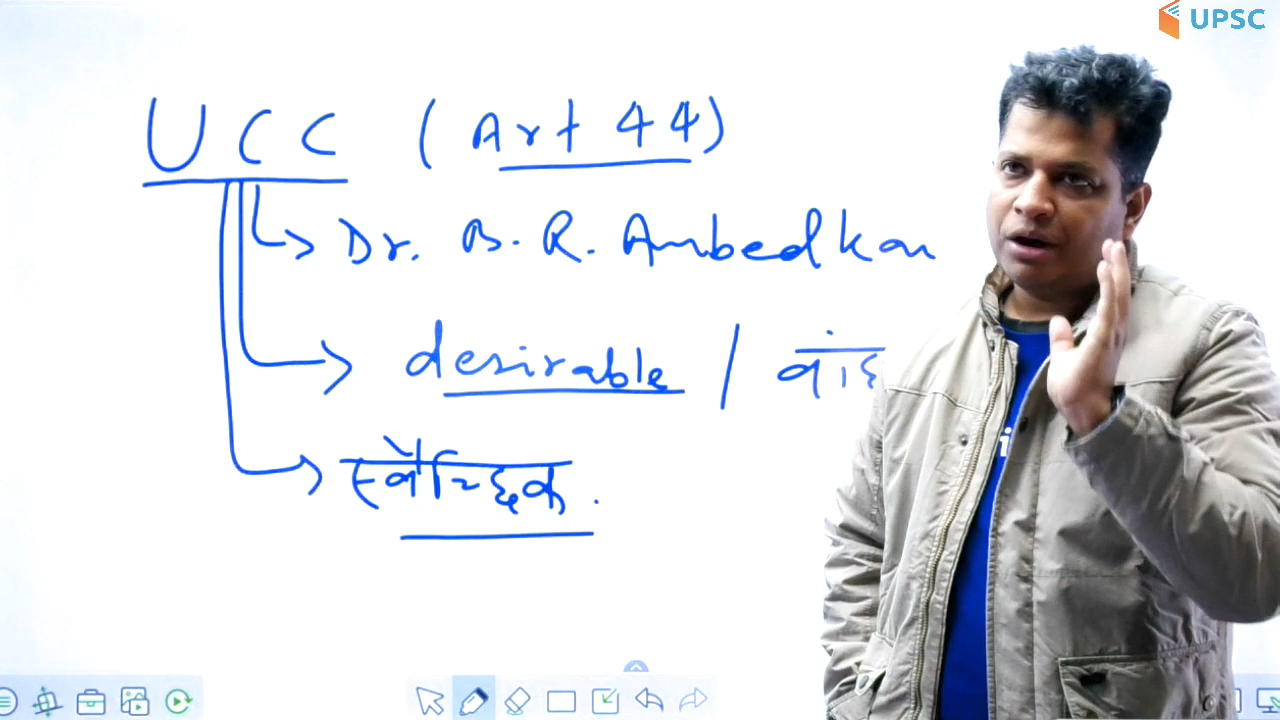 UPSC
UCC (Art 44)
Dr. B. R. Ambedkar
desirable /
स्वैच्छिक.